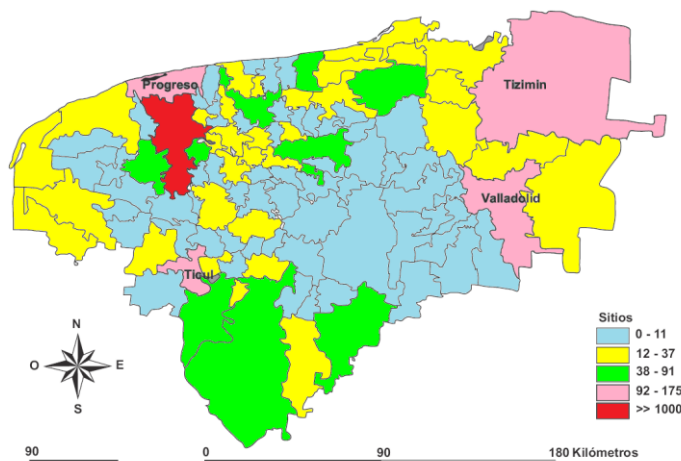 Progreso
Tizimin
Valladolid
Ticul
Sitios
0 - 11
12 - 37
38 - 91
92 - 175
>> 1000
N
O E
S
90 0 90 180 Kilómetros